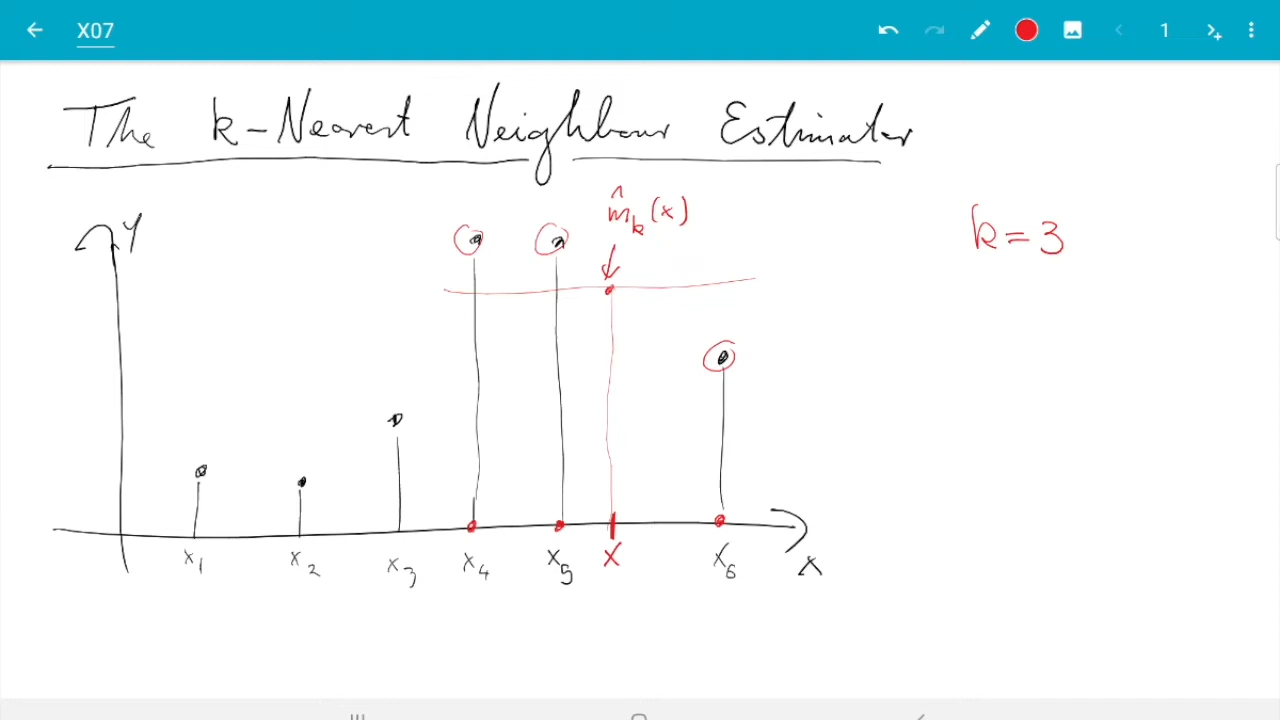 X07
1
The k-Nearest Neighbour Estimator
y
m̂ₖ(x)
k=3
x₁ x₂ x₃ x₄ x₅ x x₆ x